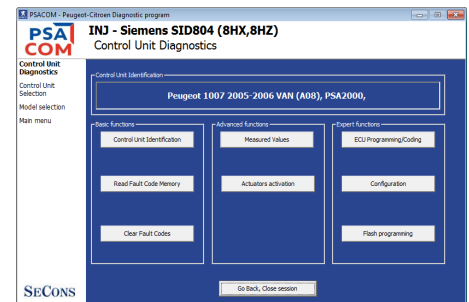 PSACOM - Peugeot-Citroen Diagnostic program
PSA
COM
INJ - Siemens SID804 (8HX,8HZ)
Control Unit Diagnostics
Control Unit
Diagnostics
Control Unit
Selection
Model selection
Main menu
Control Unit Identification
Peugeot 1007 2005-2006 VAN (A08), PSA2000,
Basic functions
Control Unit Identification
Read Fault Code Memory
Clear Fault Codes
Advanced functions
Measured Values
Actuators activation
Expert functions
ECU Programming/Coding
Configuration
Flash programming
Go Back, Close session
SECONS